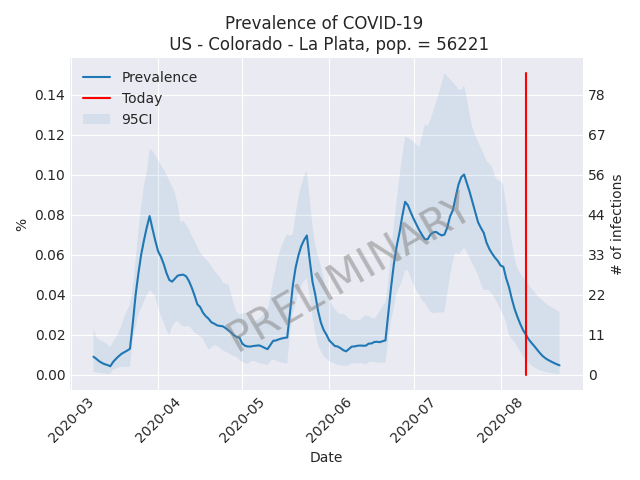 Prevalence of COVID-19
US - Colorado - La Plata, pop. = 56221
Prevalence
Today
95CI
PRELIMINARY
%
0.14
0.12
0.10
0.08
0.06
0.04
0.02
0.00
# of infections
78
67
56
44
33
22
11
0
2020-03
2020-04
2020-05
2020-06
2020-07
2020-08
Date